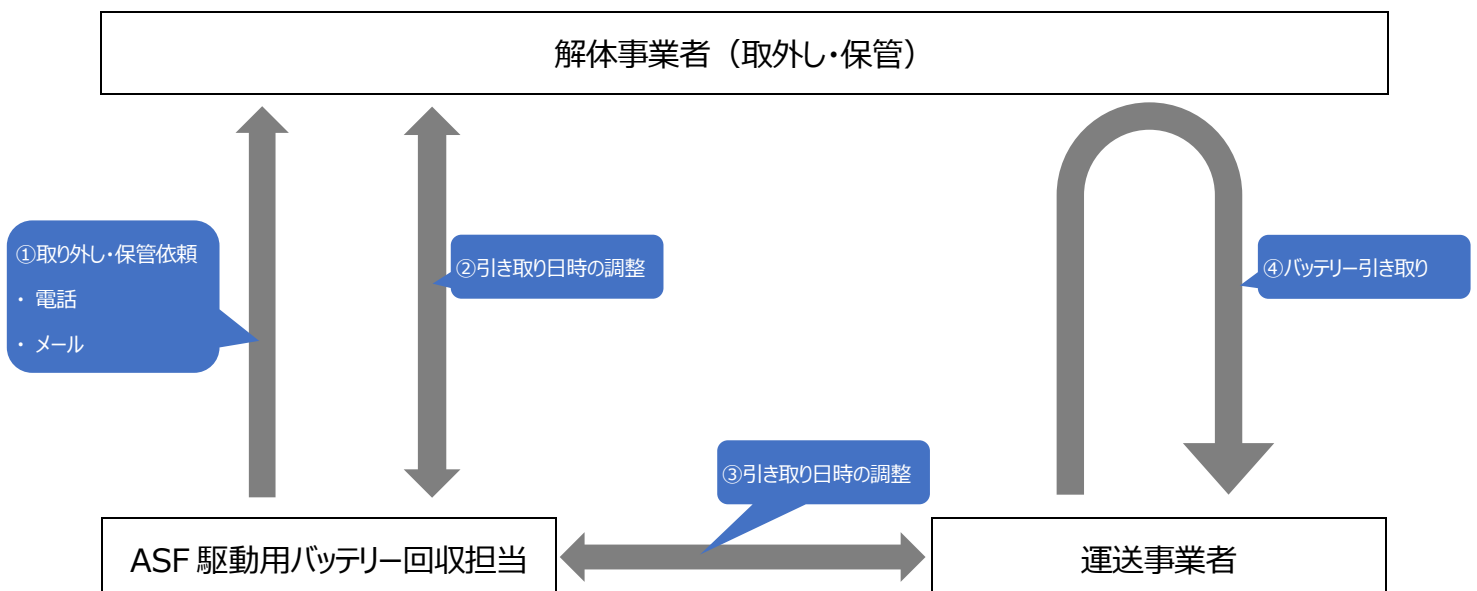 解体事業者（取外し・保管）
①取り外し・保管依頼
・ 電話
・ メール
②引き取り日時の調整
④バッテリー引き取り
③引き取り日時の調整
ASF 駆動用バッテリー回収担当
運送事業者